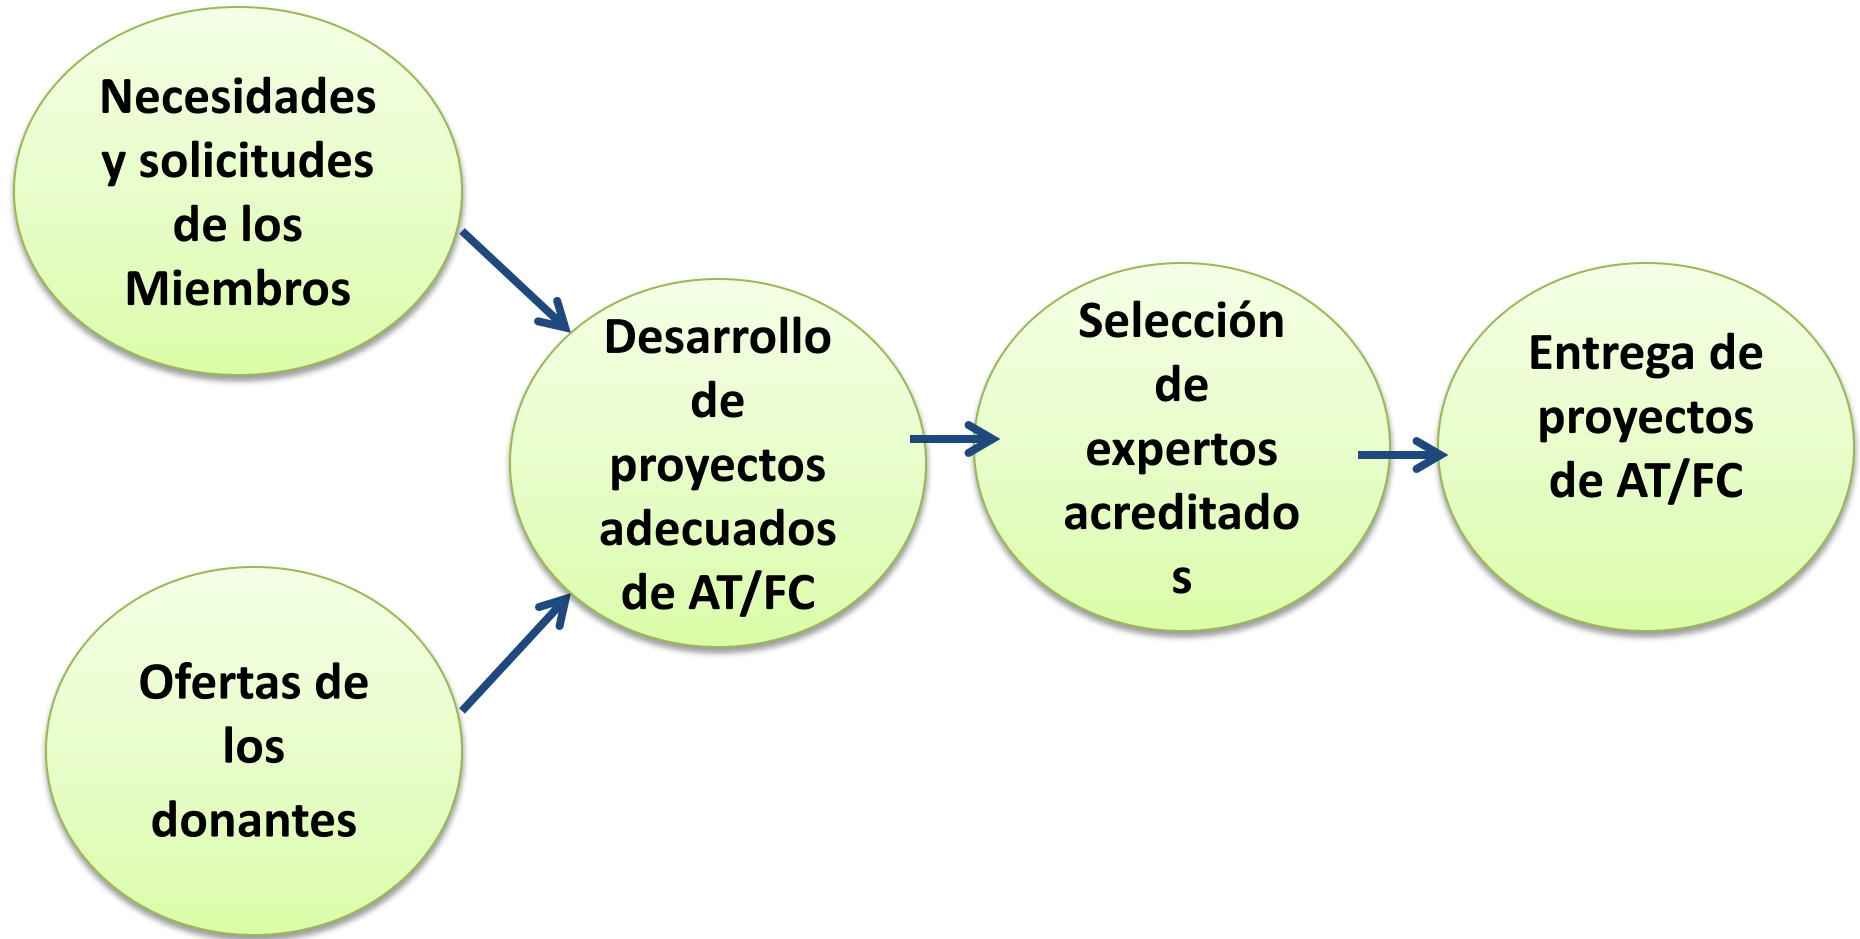 Necesidades
y solicitudes
de los
Miembros
Ofertas de
los
donantes
Desarrollo
de
proyectos
adecuados
de AT/FC
Selección
de
expertos
acreditado
s
Entrega de
proyectos
de AT/FC